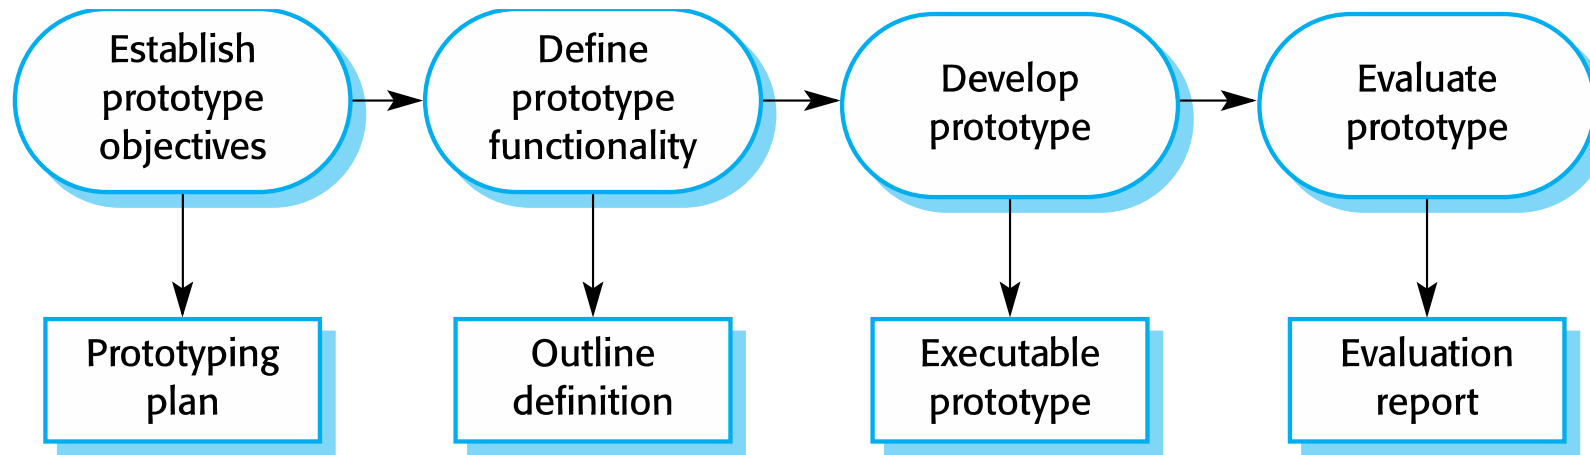 Establish
prototype
objectives
Define
prototype
functionality
Develop
prototype
Evaluate
prototype
Prototyping
plan
Outline
definition
Executable
prototype
Evaluation
report